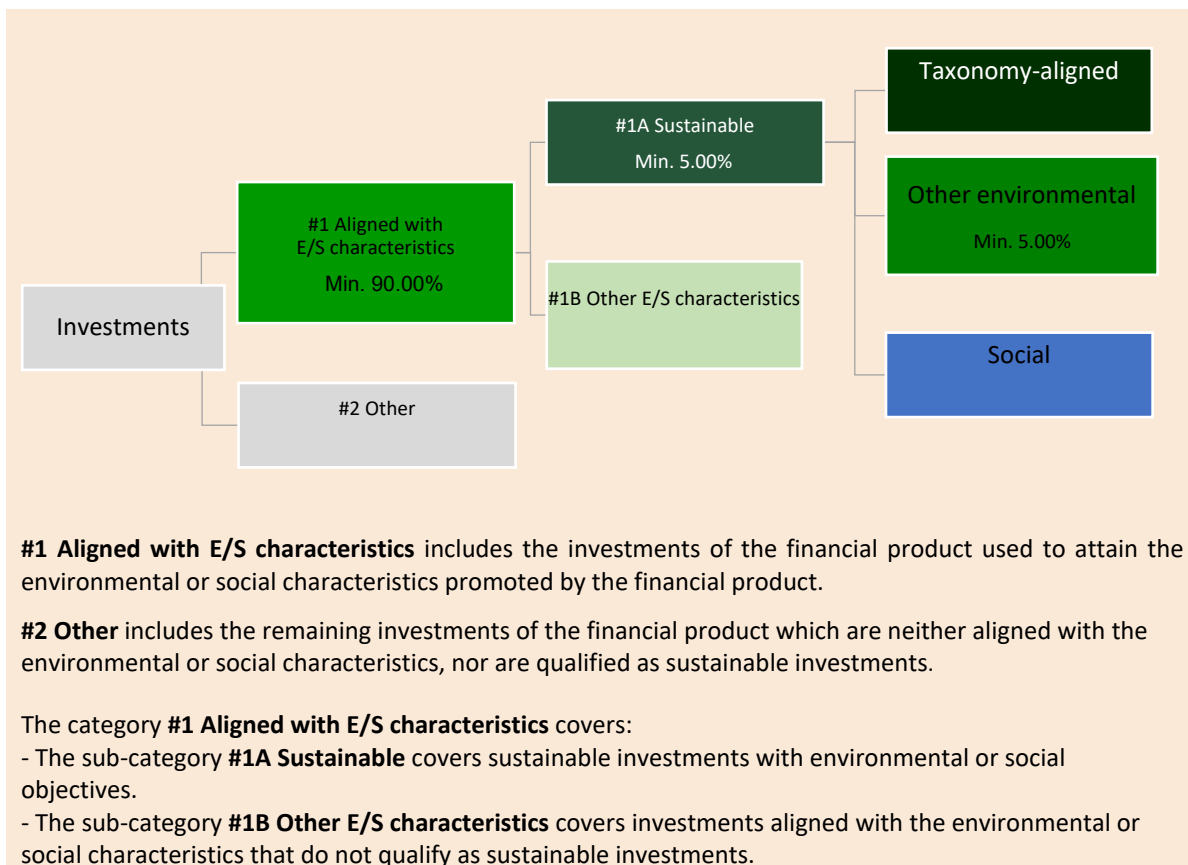 Taxonomy-aligned
#1A Sustainable
Min. 5.00%
Other environmental
Min. 5.00%
#1 Aligned with
E/S characteristics
Min. 90.00%
#1B Other E/S characteristics
Investments
Social
#2 Other
#1 Aligned with E/S characteristics includes the investments of the financial product used to attain the
environmental or social characteristics promoted by the financial product.
#2 Other includes the remaining investments of the financial product which are neither aligned with the
environmental or social characteristics, nor are qualified as sustainable investments.
The category #1 Aligned with E/S characteristics covers:
- The sub-category #1A Sustainable covers sustainable investments with environmental or social
objectives.
- The sub-category #1B Other E/S characteristics covers investments aligned with the environmental or
social characteristics that do not qualify as sustainable investments.